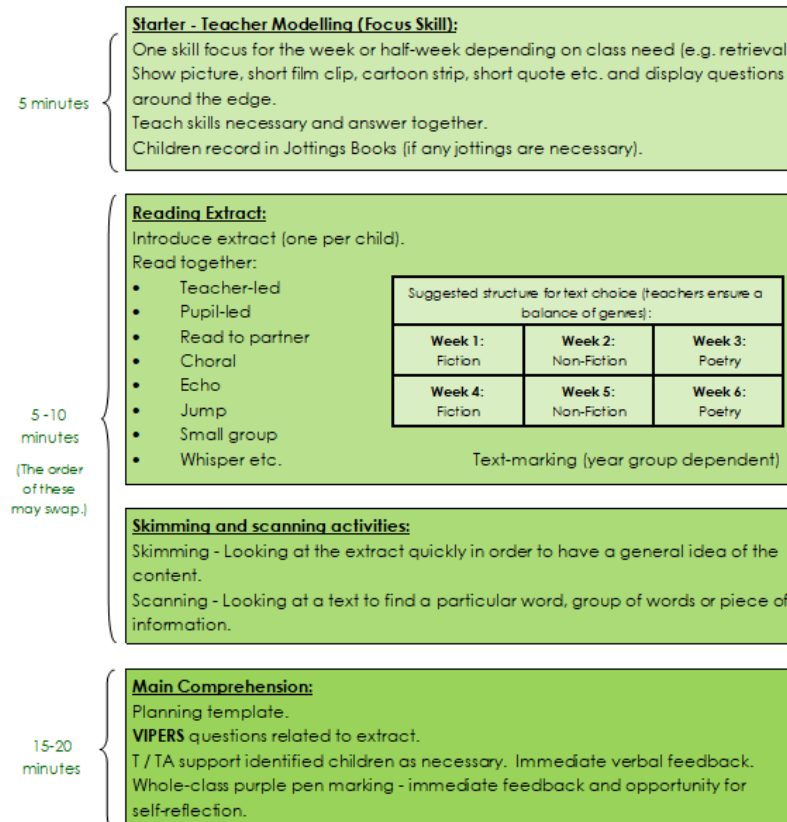 Starter - Teacher Modelling (Focus Skill):
One skill focus for the week or half-week depending on class need (e.g. retrieval
Show picture, short film clip, cartoon strip, short quote etc. and display questions
around the edge.
Teach skills necessary and answer together.
Children record in Jottings Books (if any jottings are necessary).
5 minutes
Reading Extract:
Introduce extract (one per child).
Read together:
• Teacher-led
• Pupil-led
• Read to partner
• Choral
• Echo
• Jump
• Small group
• Whisper etc.
Suggested structure for text choice (teachers ensure a
balance of genres):
Week 1: Week 2: Week 3:
Fiction Non-Fiction Poetry
Week 4: Week 5: Week 6:
Fiction Non-Fiction Poetry
Text-marking (year group dependent)
5 -10
minutes
(The order
of these
may swap.)
Skimming and scanning activities:
Skimming - Looking at the extract quickly in order to have a general idea of the
content.
Scanning - Looking at a text to find a particular word, group of words or piece of
information.
Main Comprehension:
Planning template.
VIPERS questions related to extract.
T / TA support identified children as necessary. Immediate verbal feedback.
Whole-class purple pen marking - immediate feedback and opportunity for
self-reflection.
15-20
minutes